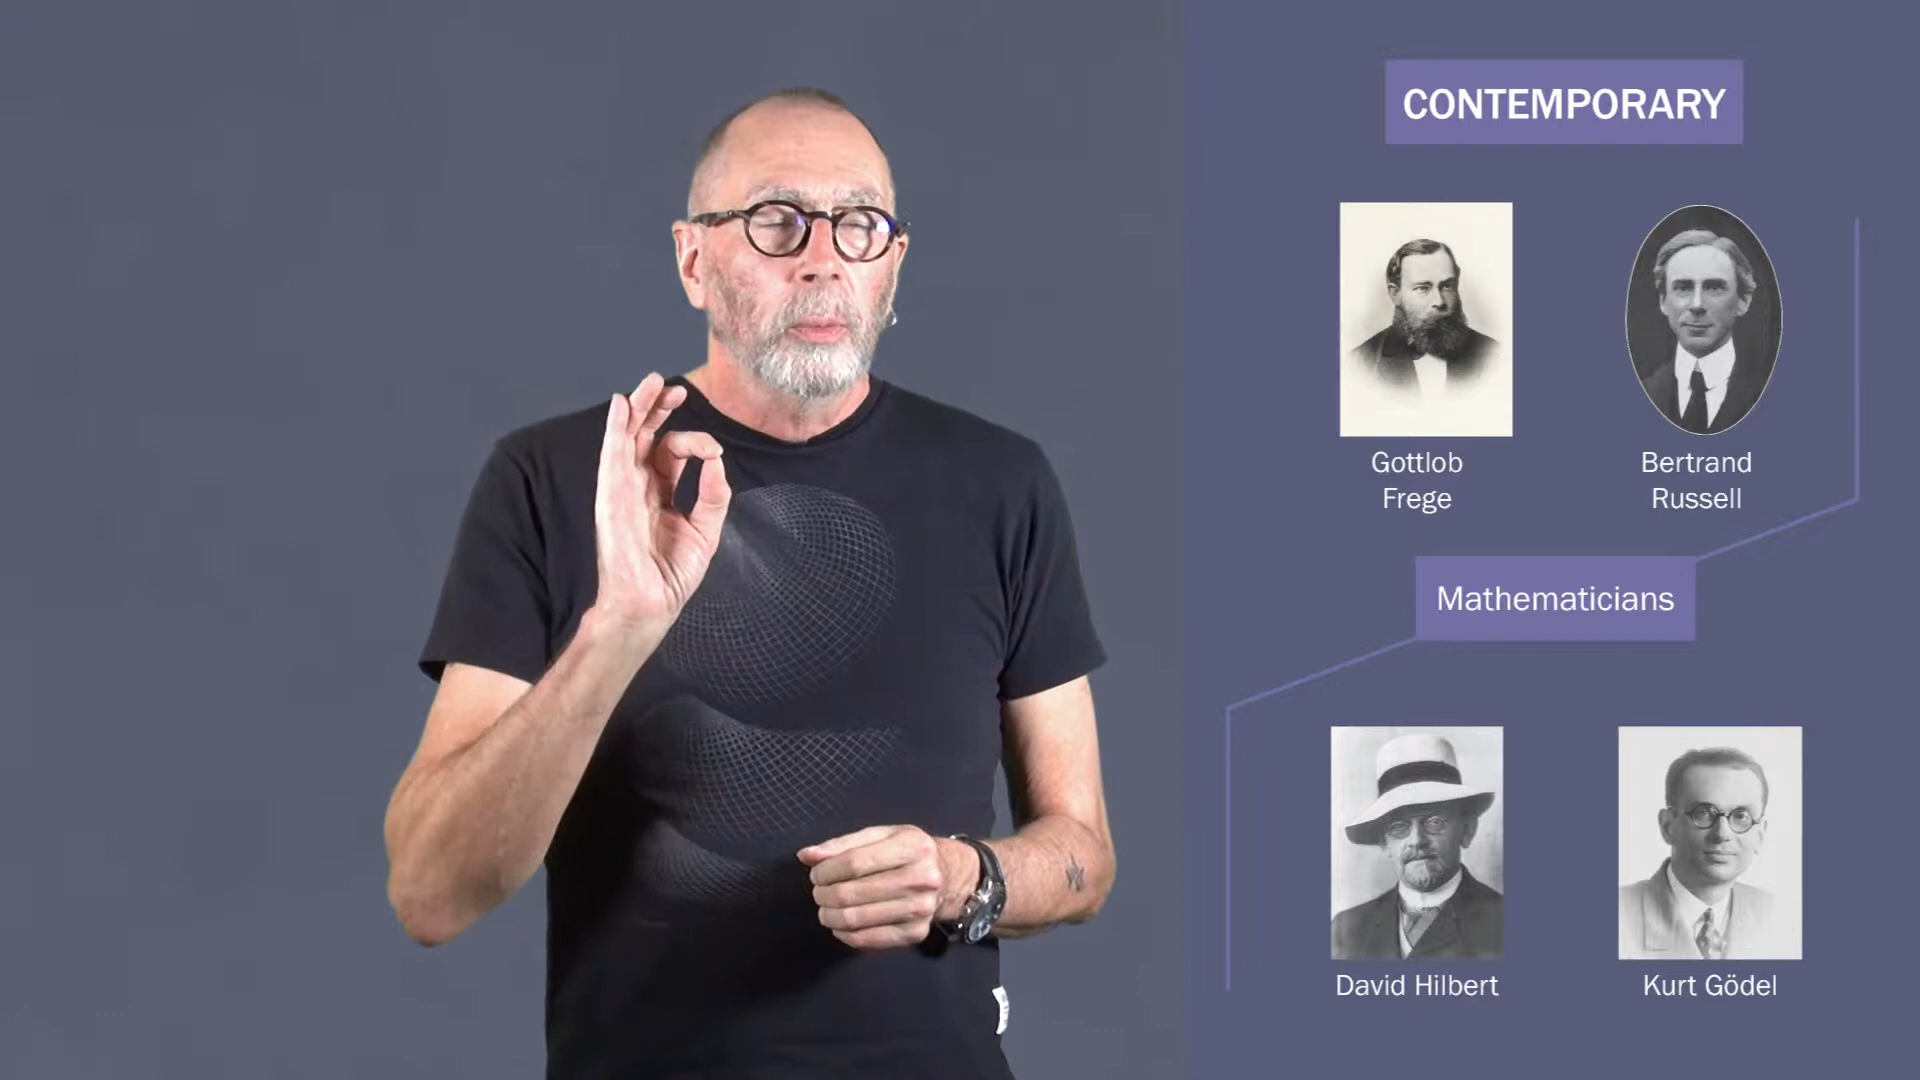 CONTEMPORARY
Gottlob
Frege
Bertrand
Russell
Mathematicians
David Hilbert
Kurt Gödel